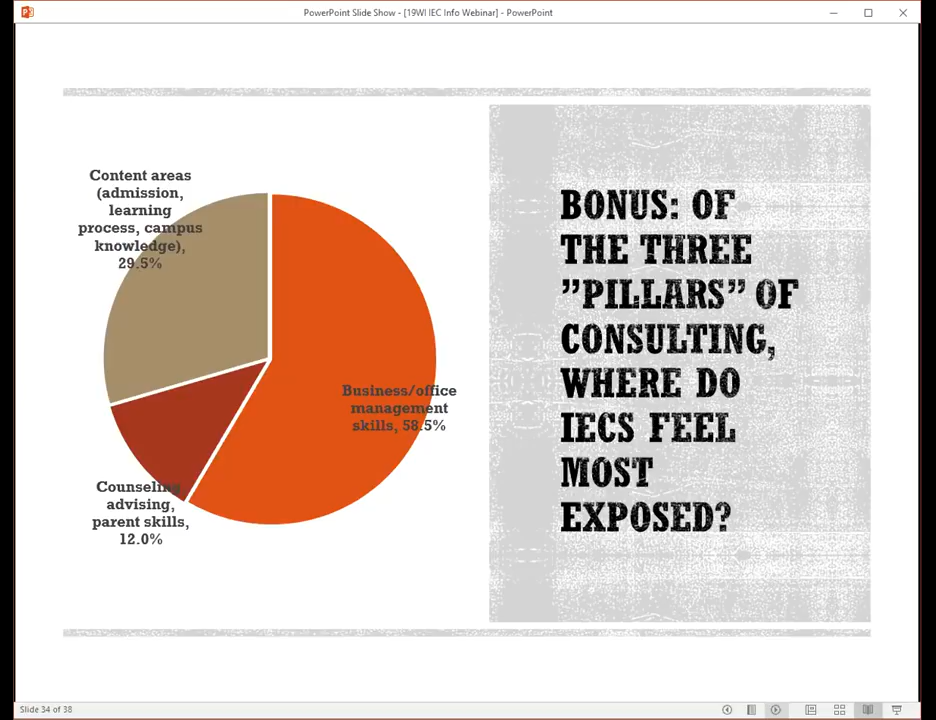 PowerPoint Slide Show - [19WI IEC Info Webinar] - PowerPoint
Content areas
(admission,
learning
process, campus
knowledge),
29.5%
Business/office
management
skills, 58.5%
Counseling,
advising,
parent skills,
12.0%
BONUS: OF
THE THREE
”PILLARS” OF
CONSULTING,
WHERE DO
IECS FEEL
MOST
EXPOSED?
Slide 34 of 38